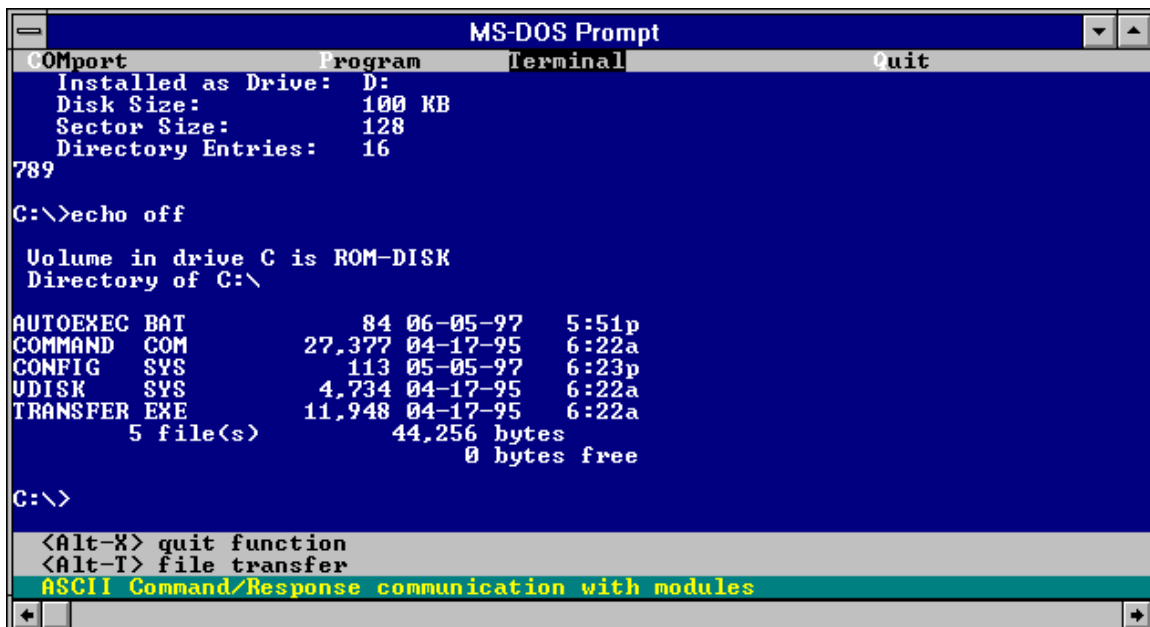 MS-DOS Prompt
COMport Program Terminal Quit
Installed as Drive: D:
Disk Size: 100 KB
Sector Size: 128
Directory Entries: 16
789
C:\>echo off
Volume in drive C is ROM-DISK
Directory of C:\
AUTOEXEC BAT 84 06-05-97 5:51p
COMMAND COM 27,377 04-17-95 6:22a
CONFIG SYS 113 05-05-97 6:23p
VDISK SYS 4,734 04-17-95 6:22a
TRANSFER EXE 11,948 04-17-95 6:22a
5 file(s) 44,256 bytes
0 bytes free
C:\>
<Alt-X> quit function
<Alt-T> file transfer
ASCII Command/Response communication with modules